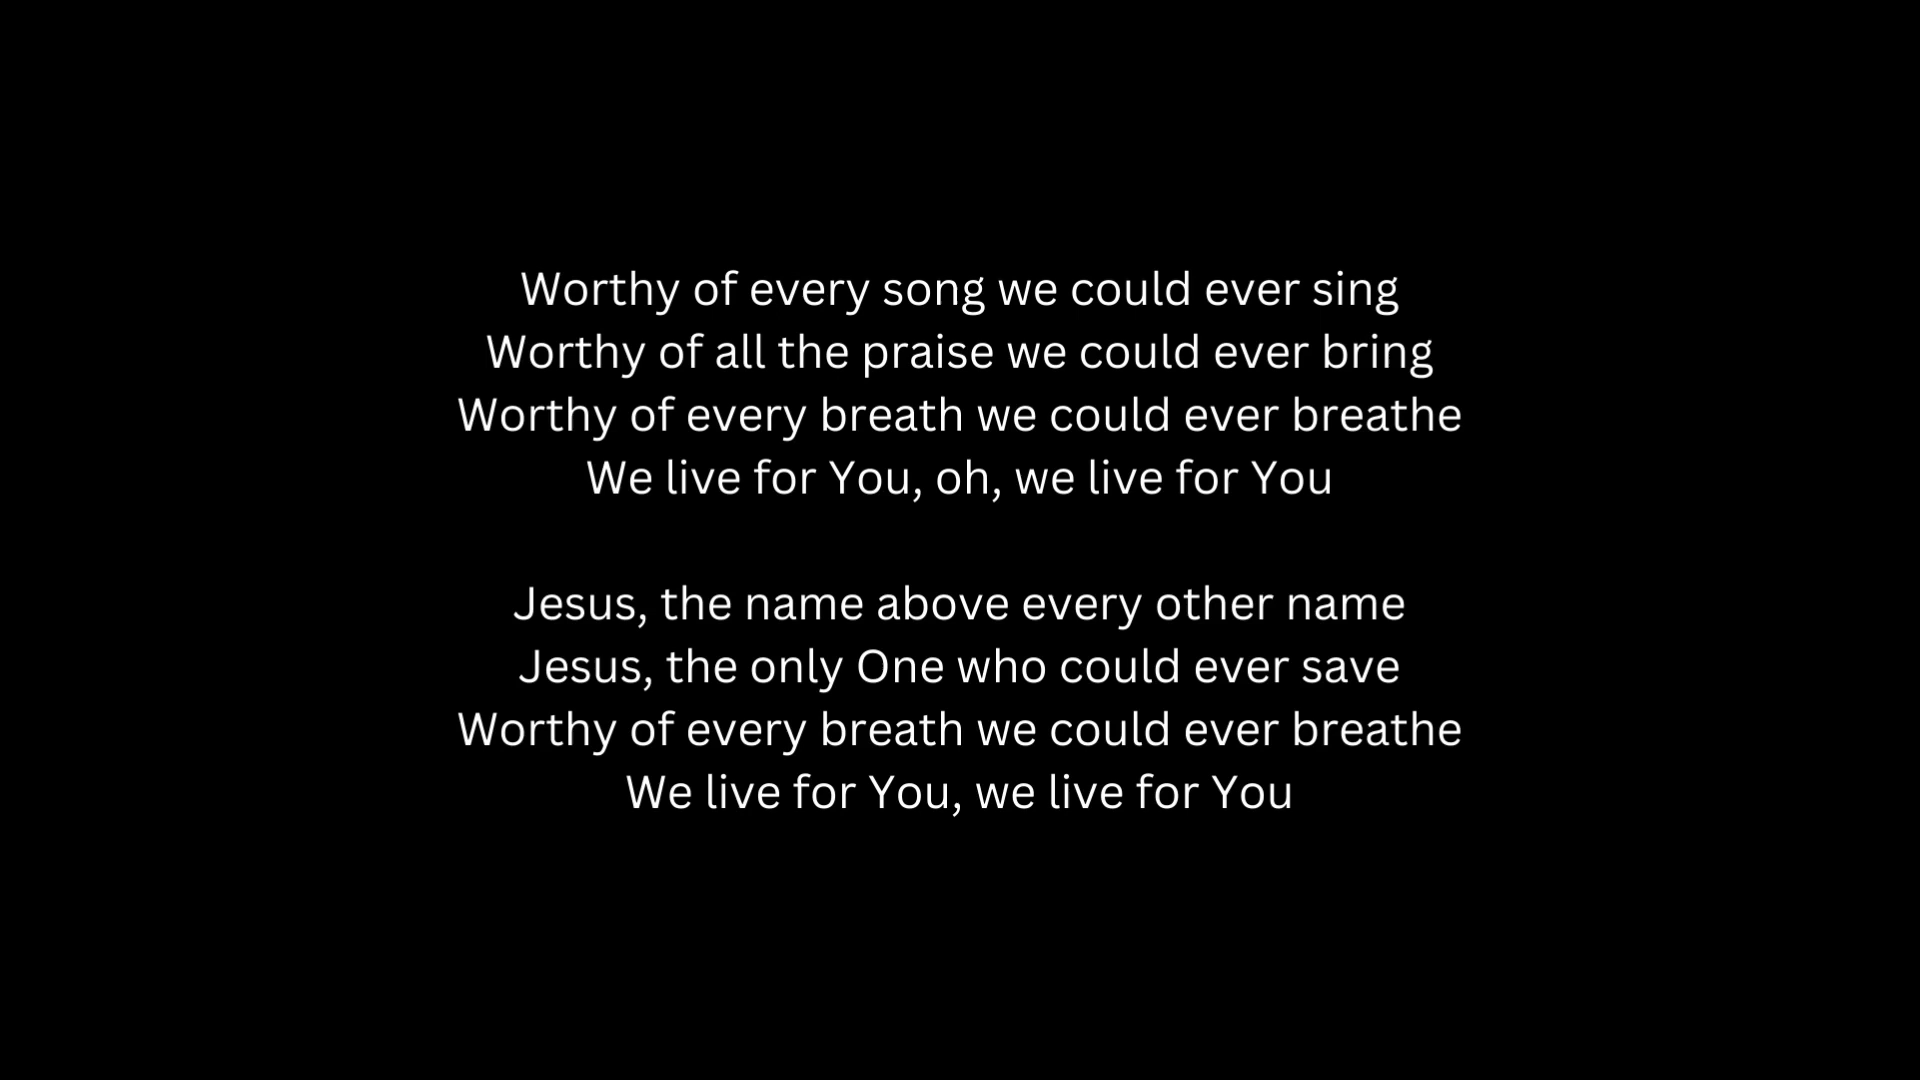 Worthy of every song we could ever sing
Worthy of all the praise we could ever bring
Worthy of every breath we could ever breathe
We live for You, oh, we live for You
Jesus, the name above every other name
Jesus, the only One who could ever save
Worthy of every breath we could ever breathe
We live for You, we live for You